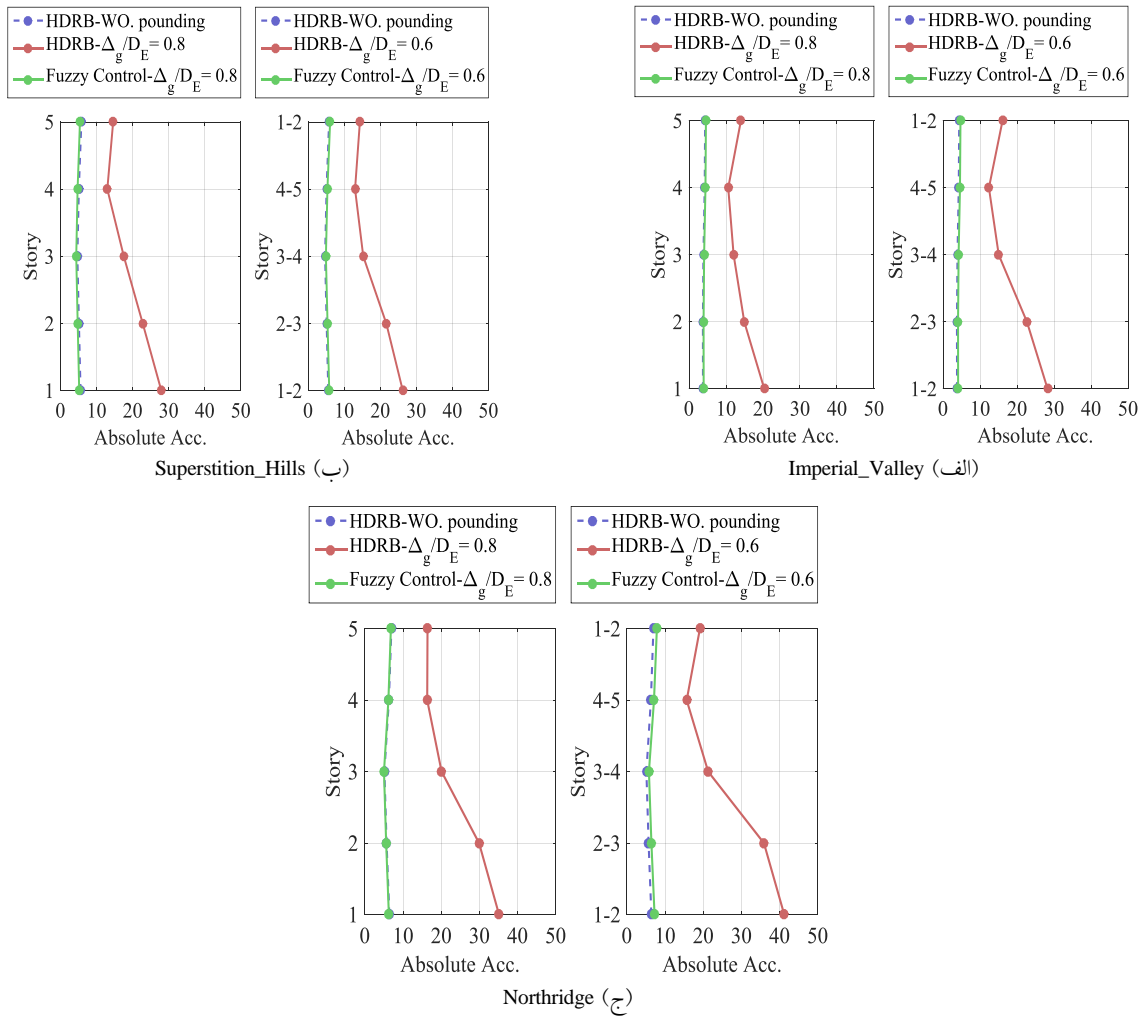 HDRB-WO. pounding
HDRB-Δg/DE= 0.8
Fuzzy Control-Δg/DE= 0.8
HDRB-WO. pounding
HDRB-Δg/DE= 0.6
Fuzzy Control-Δg/DE= 0.6
5
4
3
2
1
Story
0 10 20 30 40 50
Absolute Acc.
1-2
4-5
3-4
2-3
1-2
Story
0 10 20 30 40 50
Absolute Acc.
Superstition_Hills (ب)
HDRB-WO. pounding
HDRB-Δg/DE= 0.8
Fuzzy Control-Δg/DE= 0.8
HDRB-WO. pounding
HDRB-Δg/DE= 0.6
Fuzzy Control-Δg/DE= 0.6
5
4
3
2
1
Story
0 10 20 30 40 50
Absolute Acc.
1-2
4-5
3-4
2-3
1-2
Story
0 10 20 30 40 50
Absolute Acc.
Imperial_Valley (الف)
HDRB-WO. pounding
HDRB-Δg/DE= 0.8
Fuzzy Control-Δg/DE= 0.8
HDRB-WO. pounding
HDRB-Δg/DE= 0.6
Fuzzy Control-Δg/DE= 0.6
5
4
3
2
1
Story
0 10 20 30 40 50
Absolute Acc.
1-2
4-5
3-4
2-3
1-2
Story
0 10 20 30 40 50
Absolute Acc.
Northridge (ج)